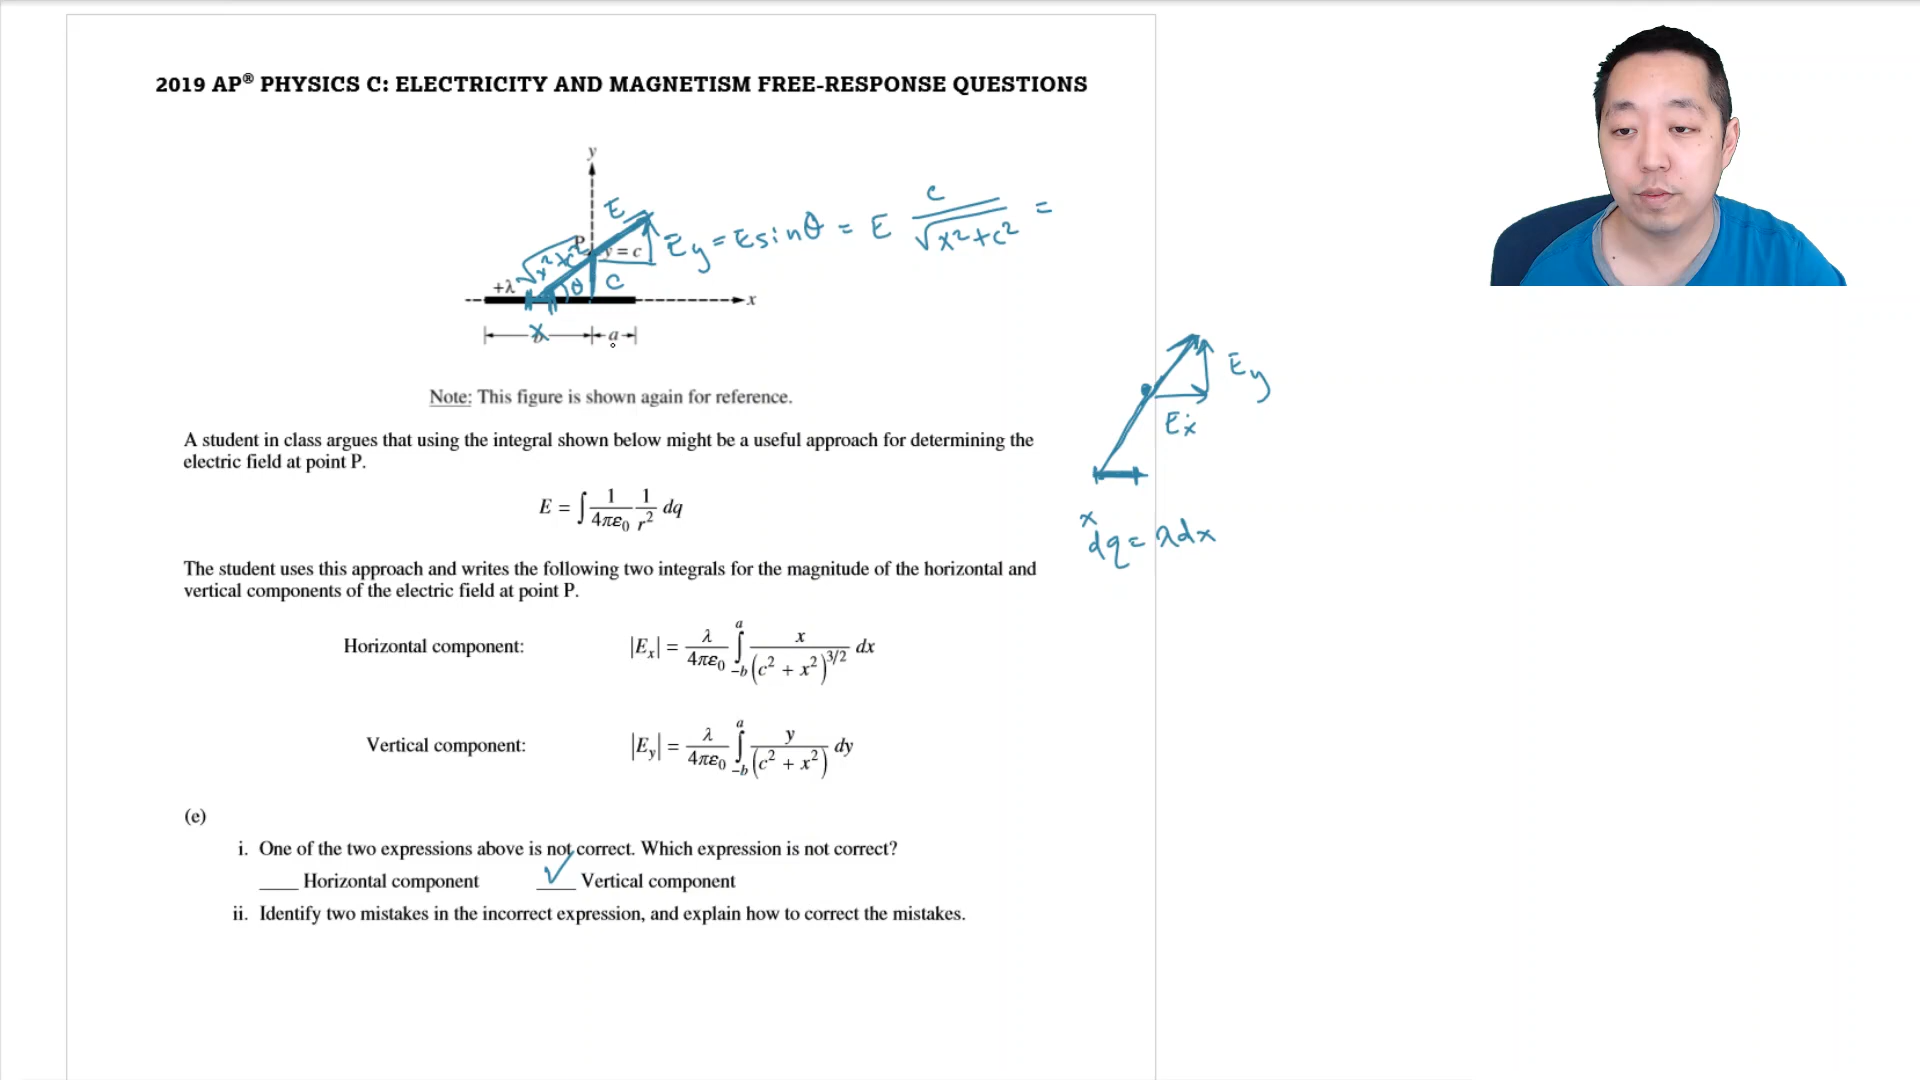 2019 AP® PHYSICS C: ELECTRICITY AND MAGNETISM FREE-RESPONSE QUESTIONS
y
E
P
y = c
√x²+c²
θ
C
+λ
x
x
a
Ey = E sinθ = E c/√x²+c² =
Note: This figure is shown again for reference.
A student in class argues that using the integral shown below might be a useful approach for determining the
electric field at point P.
E = ∫ 1/4πε₀ 1/r² dq
The student uses this approach and writes the following two integrals for the magnitude of the horizontal and
vertical components of the electric field at point P.
Horizontal component: |Eₓ| = λ/4πε₀ ∫₋b^a x/(c² + x²)^3/2 dx
Vertical component: |Ey| = λ/4πε₀ ∫₋b^a y/(c² + x²) dy
(e)
i. One of the two expressions above is not correct. Which expression is not correct?
____ Horizontal component ____ Vertical component
ii. Identify two mistakes in the incorrect expression, and explain how to correct the mistakes.
Ey
Ex
x
dq = λdx